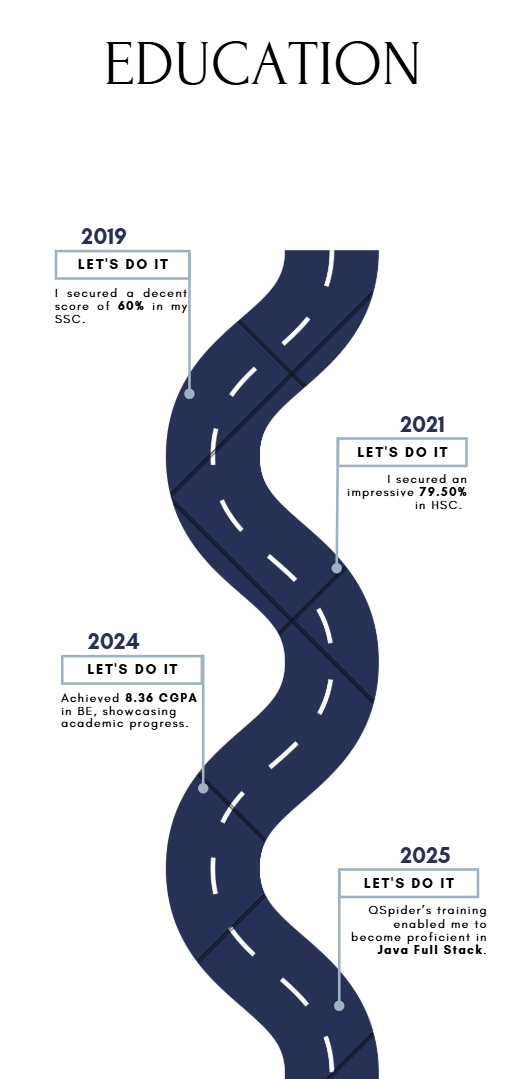 EDUCATION
2019
LET'S DO IT
I secured a decent
score of 60% in my
SSC.
2021
LET'S DO IT
I secured an
impressive 79.50%
in HSC.
2024
LET'S DO IT
Achieved 8.36 CGPA
in BE, showcasing
academic progress.
2025
LET'S DO IT
QSpider's training
enabled me to
become proficient in
Java Full Stack.